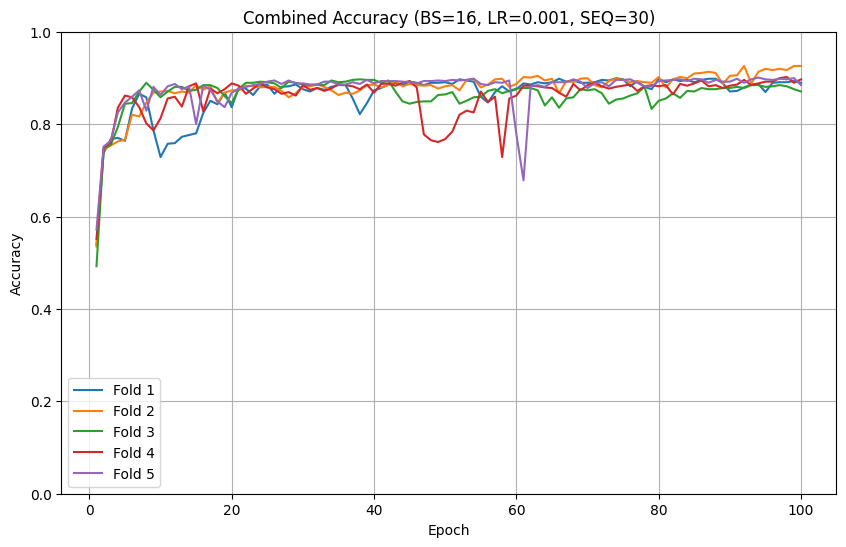 Combined Accuracy (BS=16, LR=0.001, SEQ=30)
1.0
0.8
0.6
0.4
0.2
0.0
Accuracy
Fold 1
Fold 2
Fold 3
Fold 4
Fold 5
0 20 40 60 80 100
Epoch